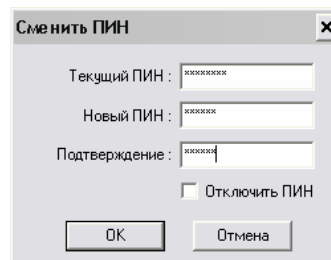 Сменить ПИН
Текущий ПИН : ********
Новый ПИН : ******
Подтверждение : ******
Отключить ПИН
OK Отмена